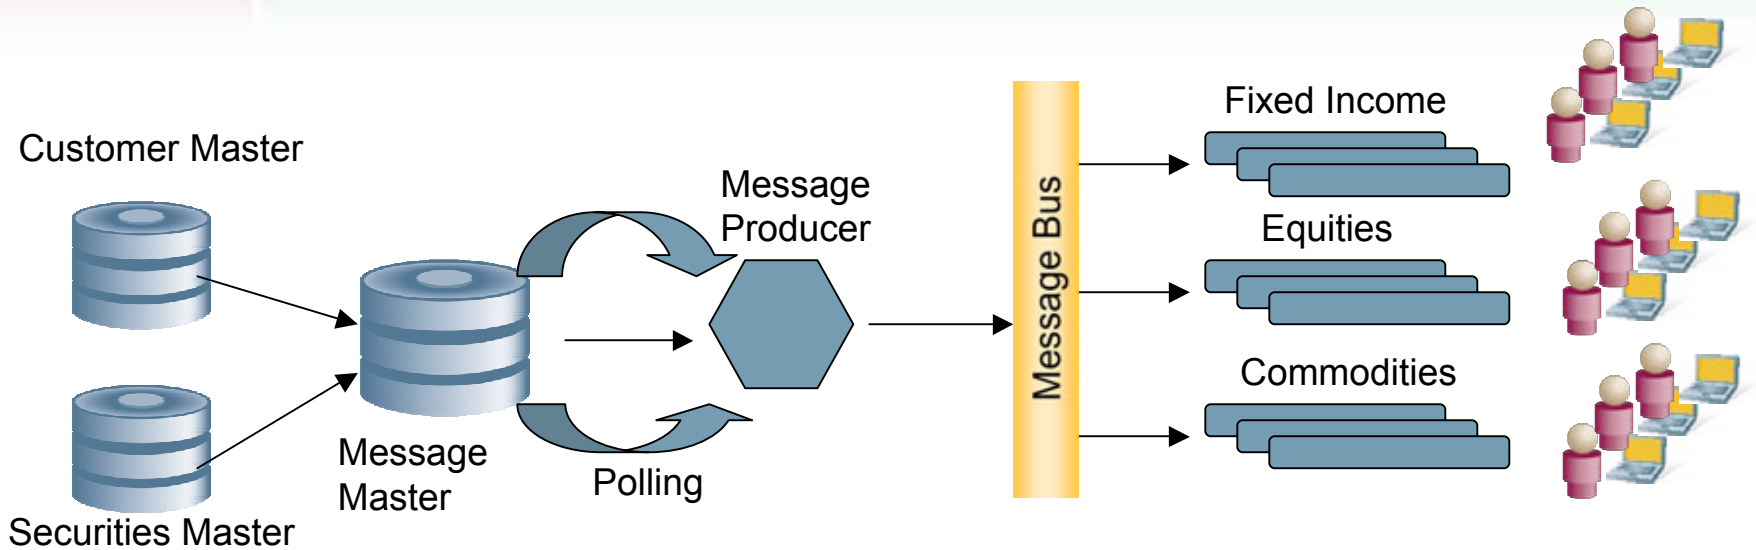 Customer Master
Securities Master
Message
Master
Polling
Message
Producer
Message Bus
Fixed Income
Equities
Commodities